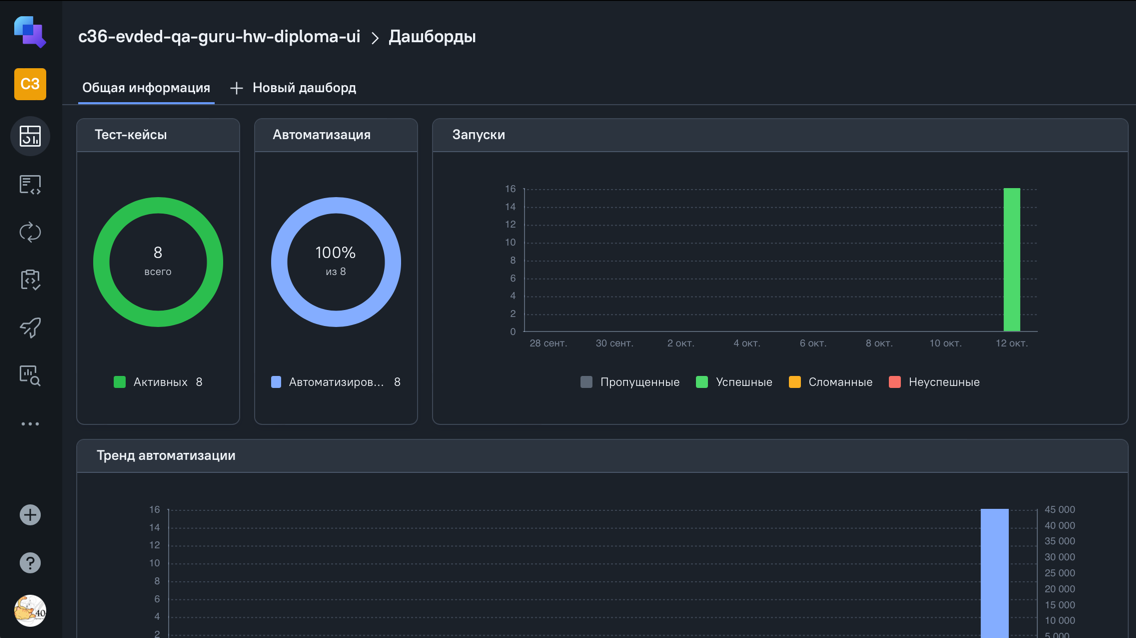 c36-evded-qa-guru-hw-diploma-ui > Дашборды
C3
Общая информация
+ Новый дашборд
Тест-кейсы
8
всего
Активных 8
Автоматизация
100%
из 8
Автоматизиров... 8
Запуски
16
14
12
10
8
6
4
2
0
28 сент. 30 сент. 2 окт. 4 окт. 6 окт. 8 окт. 10 окт. 12 окт.
Пропущенные Успешные Сломанные Неуспешные
Тренд автоматизации
16 45 000
14 40 000
12 35 000
10 30 000
8 25 000
6 20 000
4 15 000
2 10 000
5 000
?
40